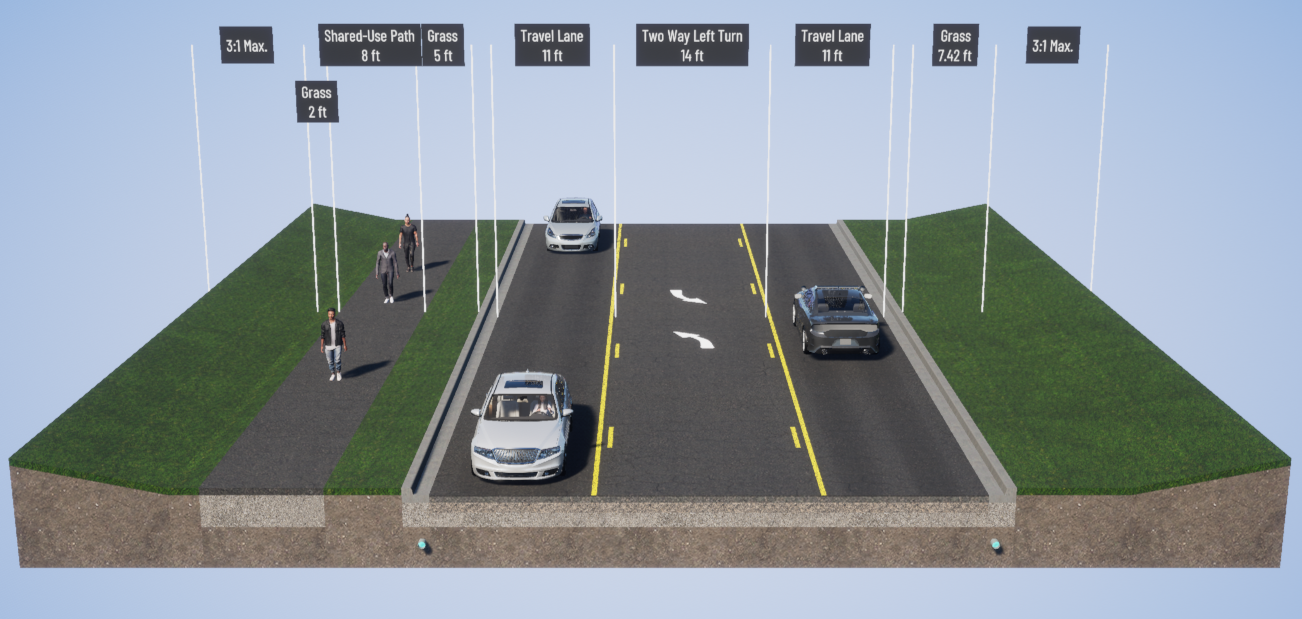 3:1 Max.
Shared-Use Path
8 ft
Grass
5 ft
Travel Lane
11 ft
Two Way Left Turn
14 ft
Travel Lane
11 ft
Grass
7.42 ft
3:1 Max.
Grass
2 ft